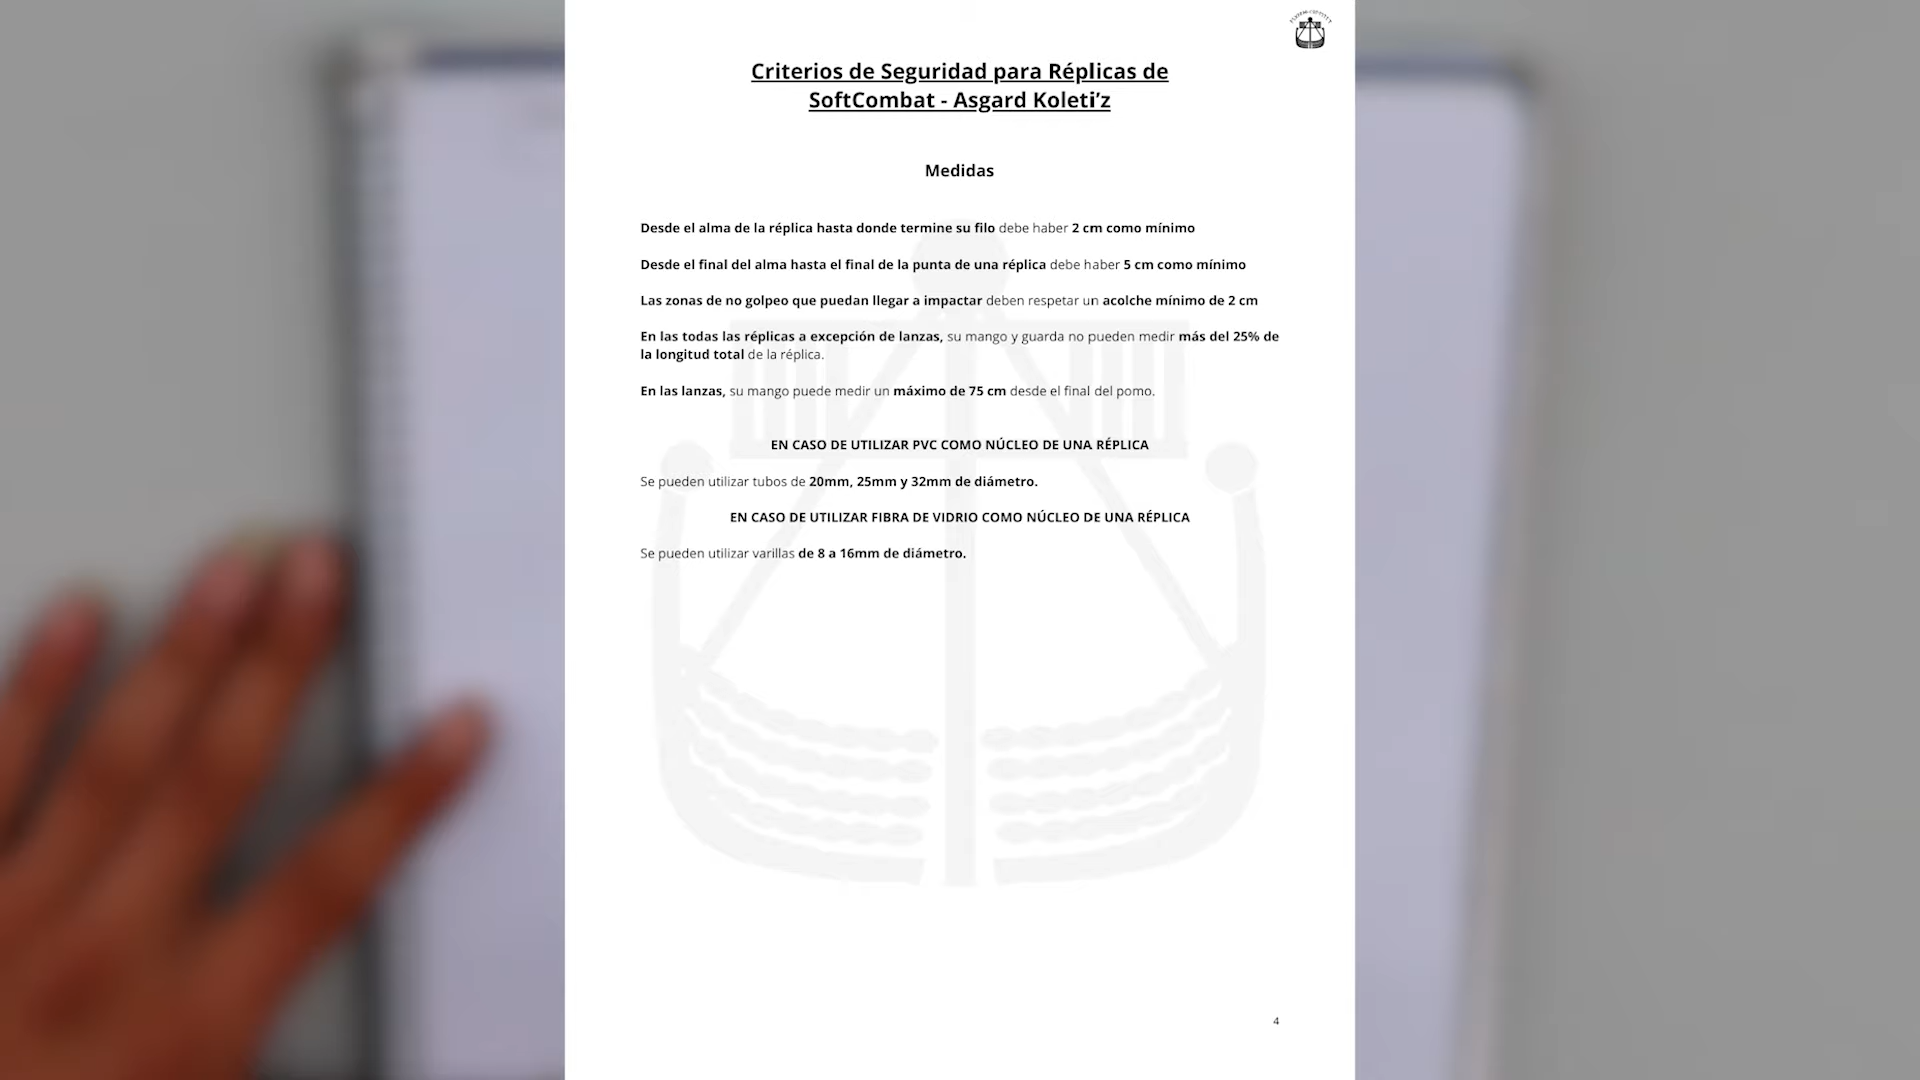 Criterios de Seguridad para Réplicas de
SoftCombat - Asgard Koleti’z
Medidas
Desde el alma de la réplica hasta donde termine su filo debe haber 2 cm como mínimo
Desde el final del alma hasta el final de la punta de una réplica debe haber 5 cm como mínimo
Las zonas de no golpeo que puedan llegar a impactar deben respetar un acolche mínimo de 2 cm
En las todas las réplicas a excepción de lanzas, su mango y guarda no pueden medir más del 25% de
la longitud total de la réplica.
En las lanzas, su mango puede medir un máximo de 75 cm desde el final del pomo.
EN CASO DE UTILIZAR PVC COMO NÚCLEO DE UNA RÉPLICA
Se pueden utilizar tubos de 20mm, 25mm y 32mm de diámetro.
EN CASO DE UTILIZAR FIBRA DE VIDRIO COMO NÚCLEO DE UNA RÉPLICA
Se pueden utilizar varillas de 8 a 16mm de diámetro.
4